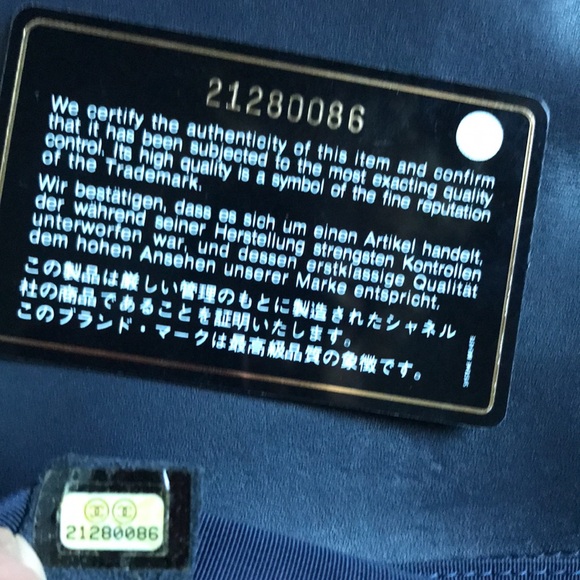 21280086
We certify the authenticity of this item and confirm
that it has been subjected to the most exacting quality
control. Its high quality is a symbol of the fine reputation
of the Trademark.
Wir bestätigen, dass es sich um einen Artikel handelt,
der während seiner Herstellung strengsten Kontrollen
unterworfen war, und dessen erstklassige Qualität
dem hohen Ansehen unserer Marke entspricht.
この製品は厳しい管理のもとに製造されたシャネル
社の商品であることを証明いたします。
このブランド・マークは最高級品質の象徴です。
21280086